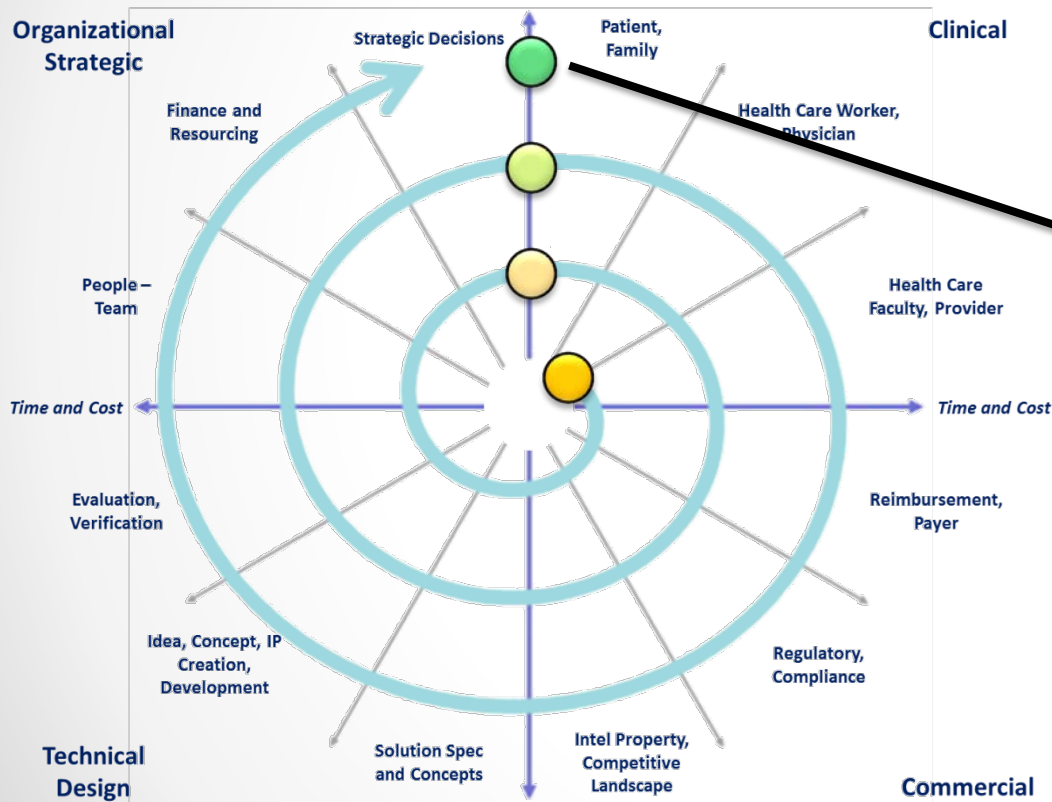 Organizational
Strategic
Strategic Decisions
Patient,
Family
Clinical
Finance and
Resourcing
Health Care Worker,
Physician
People –
Team
Health Care
Faculty, Provider
Time and Cost
Time and Cost
Evaluation,
Verification
Reimbursement,
Payer
Idea, Concept, IP
Creation,
Development
Regulatory,
Compliance
Technical
Design
Solution Spec
and Concepts
Intel Property,
Competitive
Landscape
Commercial